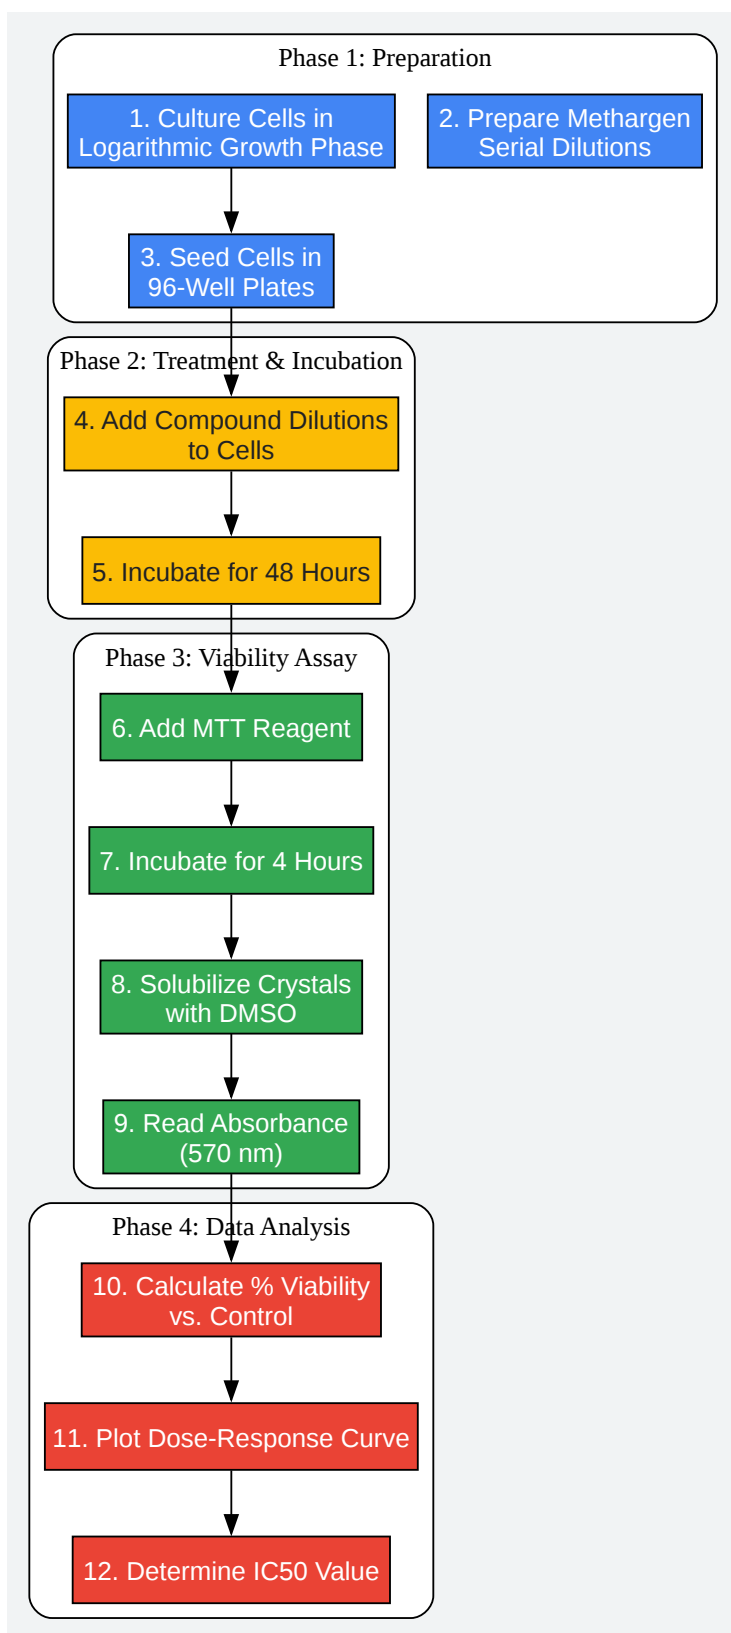 Phase 1: Preparation
1. Culture Cells in
Logarithmic Growth Phase
2. Prepare Methargen
Serial Dilutions
3. Seed Cells in
96-Well Plates
Phase 2: Treatment & Incubation
4. Add Compound Dilutions
to Cells
5. Incubate for 48 Hours
Phase 3: Viability Assay
6. Add MTT Reagent
7. Incubate for 4 Hours
8. Solubilize Crystals
with DMSO
9. Read Absorbance
(570 nm)
Phase 4: Data Analysis
10. Calculate % Viability
vs. Control
11. Plot Dose-Response Curve
12. Determine IC50 Value